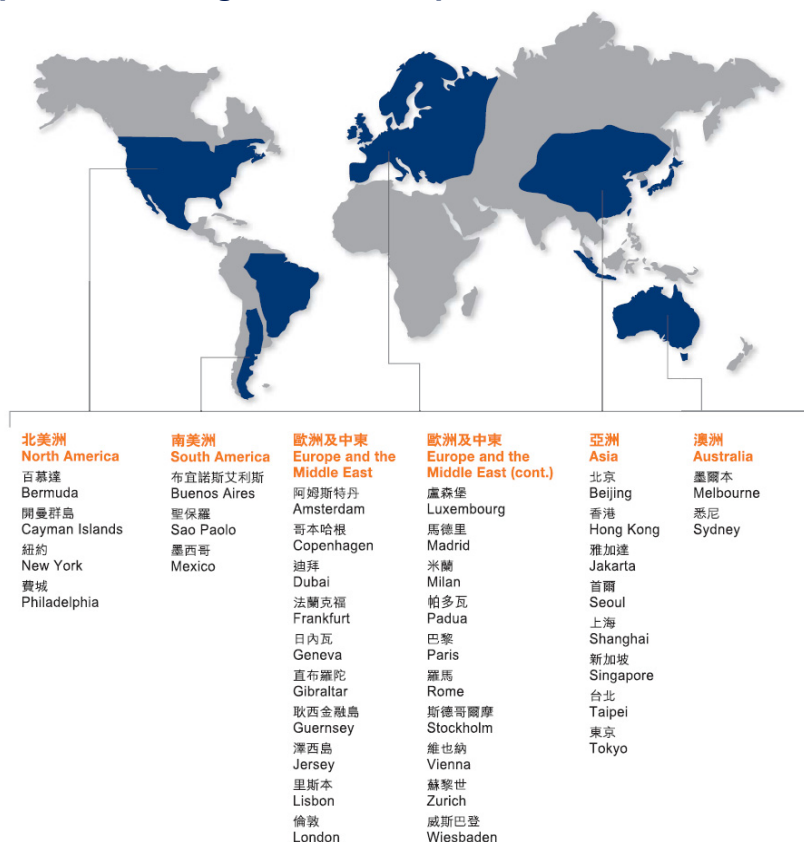 北美洲
North America
百慕達
Bermuda
開曼群島
Cayman Islands
紐約
New York
費城
Philadelphia
南美洲
South America
布宜諾斯艾利斯
Buenos Aires
聖保羅
Sao Paolo
墨西哥
Mexico
歐洲及中東
Europe and the
Middle East
阿姆斯特丹
Amsterdam
哥本哈根
Copenhagen
迪拜
Dubai
法蘭克福
Frankfurt
日內瓦
Geneva
直布羅陀
Gibraltar
耿西金融島
Guernsey
澤西島
Jersey
里斯本
Lisbon
倫敦
London
歐洲及中東
Europe and the
Middle East (cont.)
盧森堡
Luxembourg
馬德里
Madrid
米蘭
Milan
帕多瓦
Padua
巴黎
Paris
羅馬
Rome
斯德哥爾摩
Stockholm
維也納
Vienna
蘇黎世
Zurich
威斯巴登
Wiesbaden
亞洲
Asia
北京
Beijing
香港
Hong Kong
雅加達
Jakarta
首爾
Seoul
上海
Shanghai
新加坡
Singapore
台北
Taipei
東京
Tokyo
澳洲
Australia
墨爾本
Melbourne
悉尼
Sydney